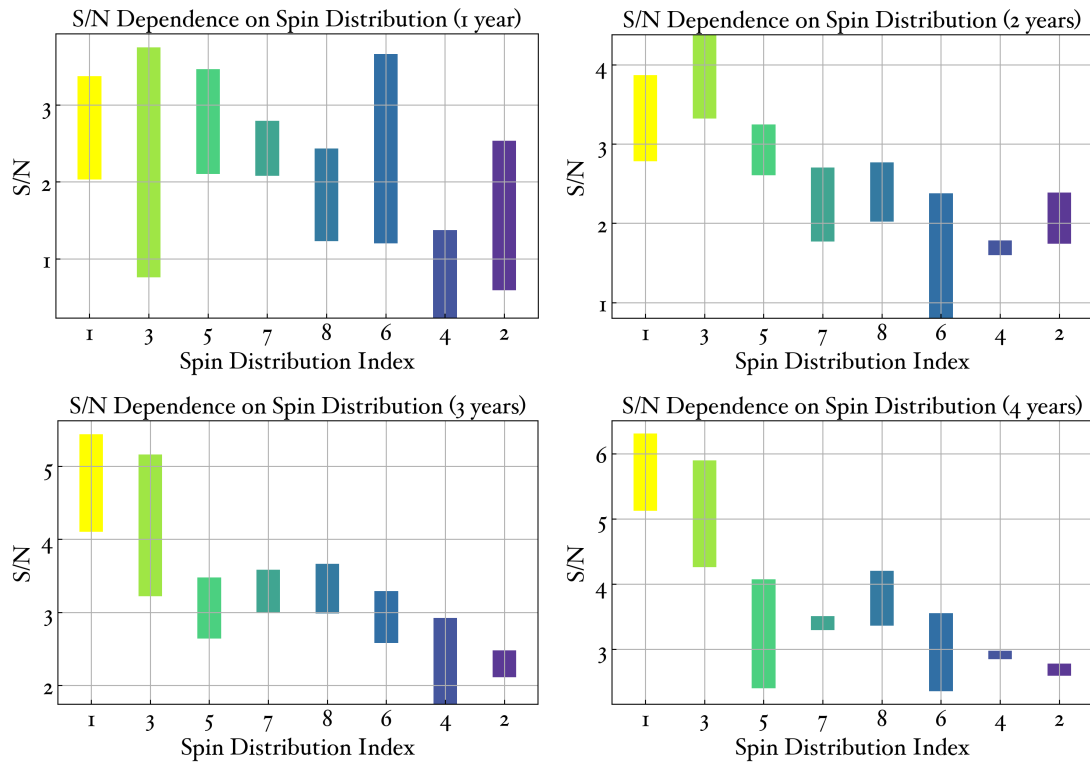 S/N Dependence on Spin Distribution (1 year)
S/N
3
2
1
1 3 5 7 8 6 4 2
Spin Distribution Index
S/N Dependence on Spin Distribution (2 years)
S/N
4
3
2
1
1 3 5 7 8 6 4 2
Spin Distribution Index
S/N Dependence on Spin Distribution (3 years)
S/N
5
4
3
2
1 3 5 7 8 6 4 2
Spin Distribution Index
S/N Dependence on Spin Distribution (4 years)
S/N
6
5
4
3
1 3 5 7 8 6 4 2
Spin Distribution Index